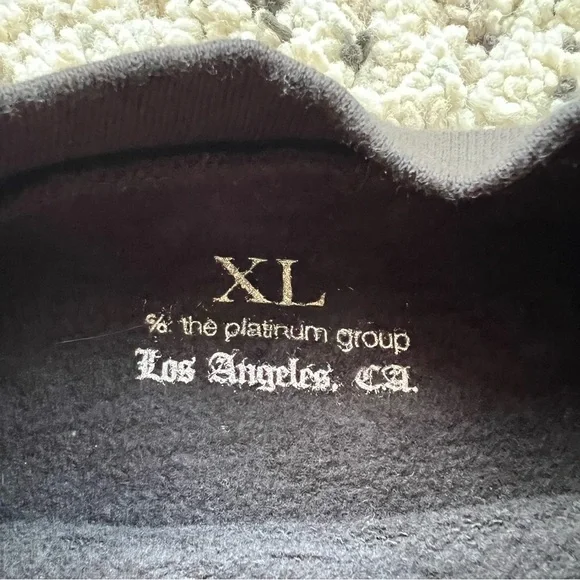 XL
℅: the platinum group
Los Angeles, CA.